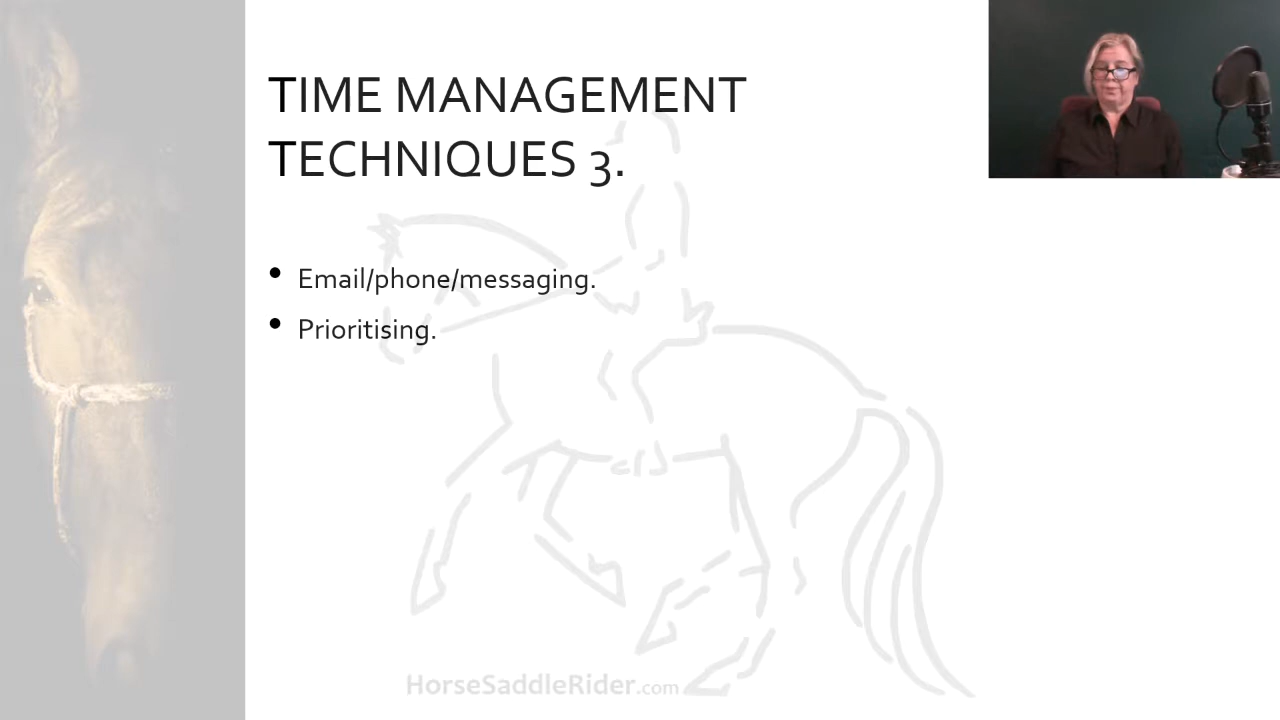 TIME MANAGEMENT
TECHNIQUES 3.
• Email/phone/messaging.
• Prioritising.
HorseSaddleRider.com